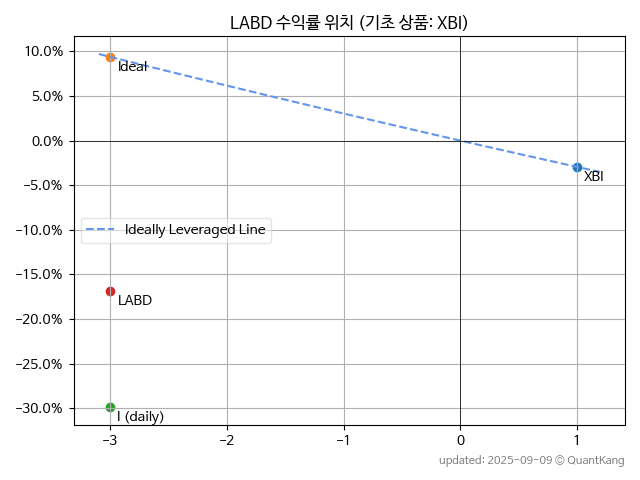 LABD 수익률 위치 (기초 상품: XBI)
10.0%
5.0%
0.0%
−5.0%
−10.0%
−15.0%
−20.0%
−25.0%
−30.0%
Ideal
XBI
Ideally Leveraged Line
LABD
I (daily)
−3
−2
−1
0
1
updated: 2025-09-09 © QuantKang